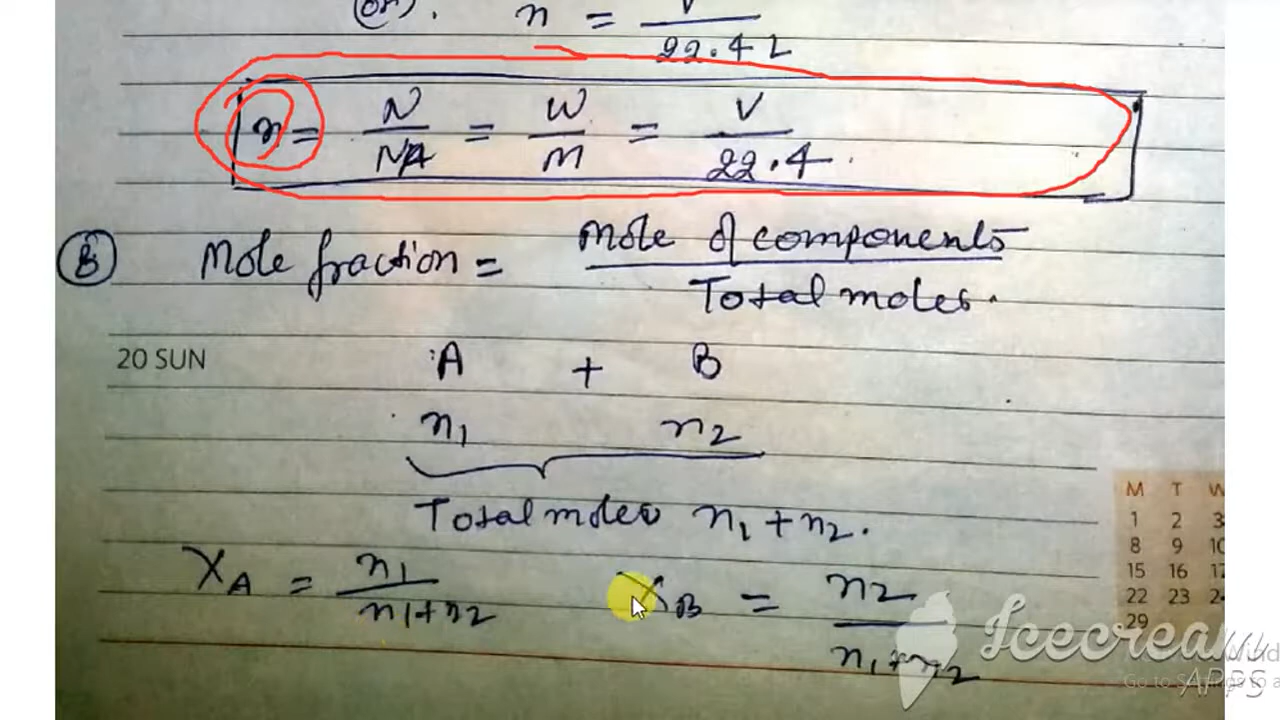 (or). n = V / 22.4 L
n = N / NA = W / M = V / 22.4.
(B) Mole fraction = Mole of components / Total moles.
20 SUN
A + B
n1 n2
Total moles n1 + n2.
XA = n1 / n1+n2 XB = n2 / n1+n2
M T W
1 2 3
8 9 10
15 16 17
22 23 24
29
Icecream
APPS